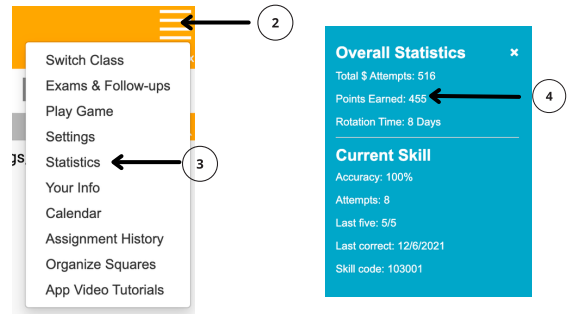 2
Switch Class
Exams & Follow-ups
Play Game
Settings
gs
Statistics
3
Your Info
Calendar
Assignment History
Organize Squares
App Video Tutorials
Overall Statistics ×
Total $ Attempts: 516
Points Earned: 455
4
Rotation Time: 8 Days
Current Skill
Accuracy: 100%
Attempts: 8
Last five: 5/5
Last correct: 12/6/2021
Skill code: 103001